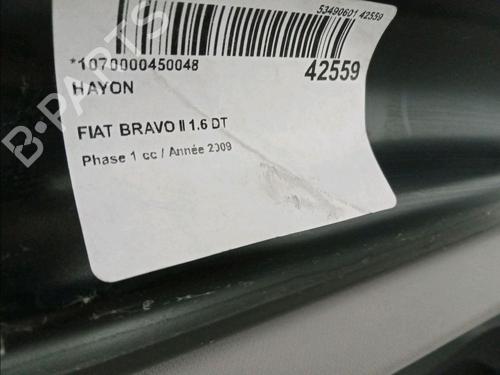 53490601 42559
*1070000450048
42559
HAYON
FIAT BRAVO II 1.6 DT
Phase 1 cc / Année 2009
B-PARTS